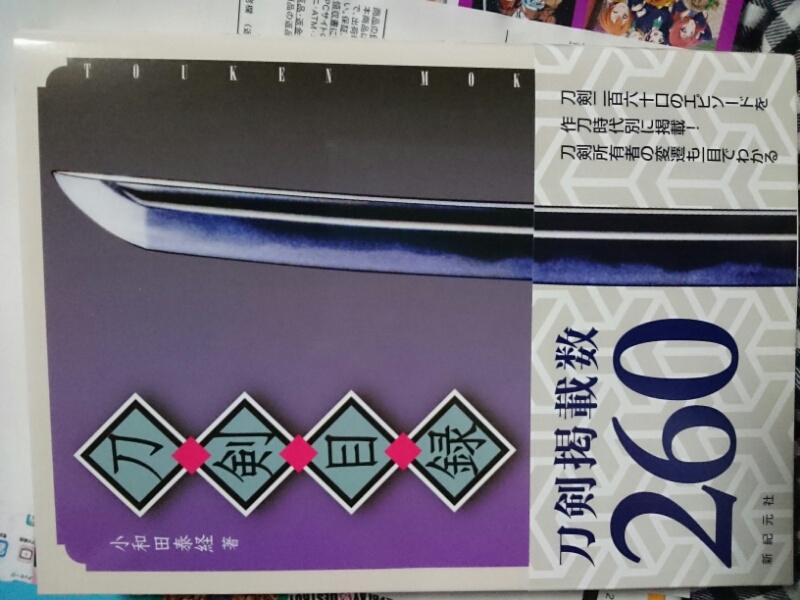 TOUKEN MOK
刀剣目録
小和田泰経 著
刀剣二百六十口のエピソードを
作刀時代別に掲載!
刀剣所有者の変遷も一目でわかる
刀剣掲載数
260
新紀元社